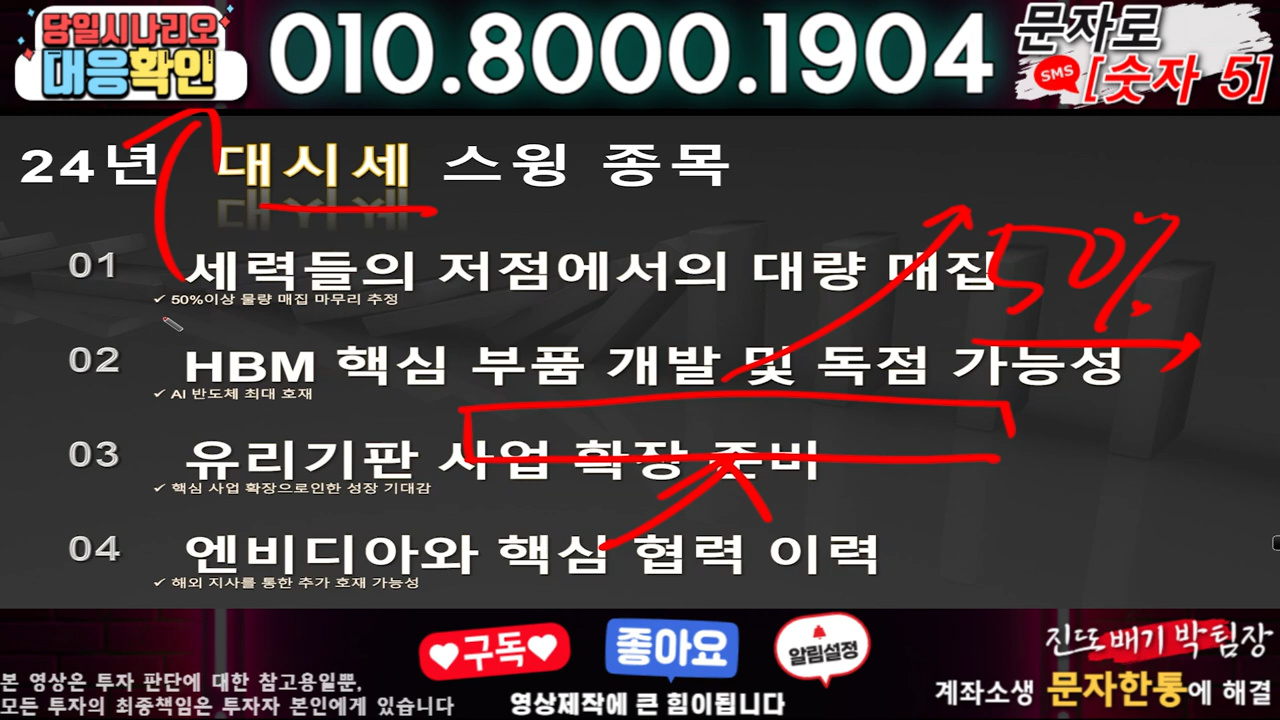 당일시나리오
대응확인
010.8000.1904
문자로
SMS
[숫자 5]
24년 대시세 스윙 종목
01 세력들의 저점에서의 대량 매집
✓ 50%이상 물량 매집 마무리 추정
50%
02 HBM 핵심 부품 개발 및 독점 가능성
✓ AI 반도체 최대 호재
03 유리기판 사업 확장 준비
✓ 핵심 사업 확장으로인한 성장 기대감
04 엔비디아와 핵심 협력 이력
✓ 해외 지사를 통한 추가 호재 가능성
구독
좋아요
알림설정
영상제작에 큰 힘이됩니다
본 영상은 투자 판단에 대한 참고용일뿐,
모든 투자의 최종책임은 투자자 본인에게 있습니다
진또배기 박팀장
계좌소생 문자한통에 해결